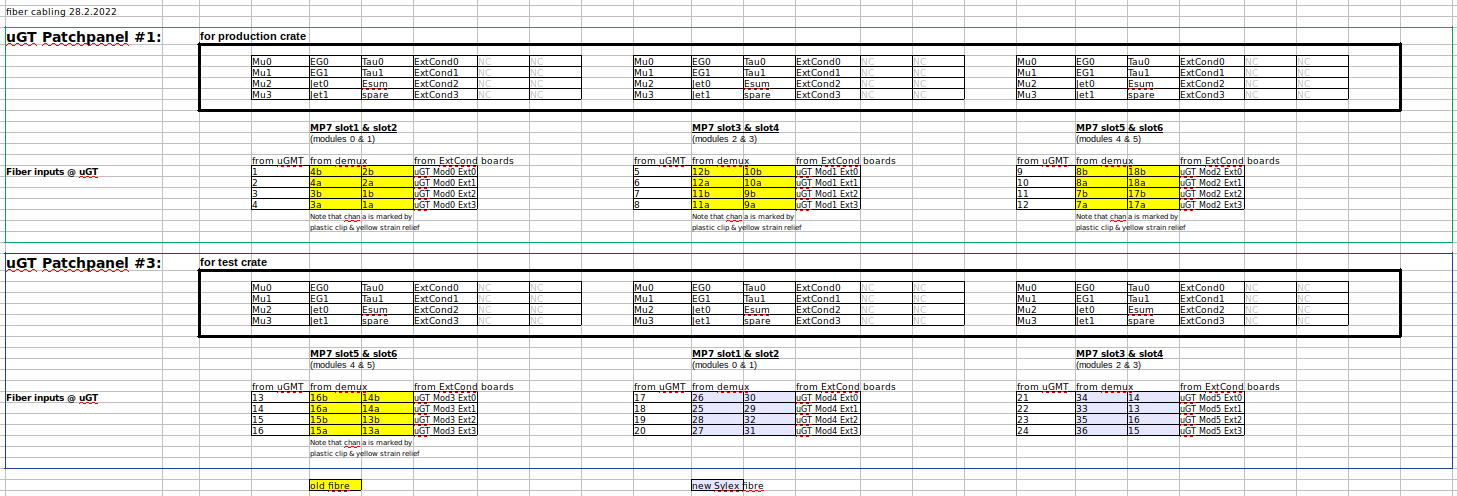 fiber cabling 28.2.2022
uGT Patchpanel #1: for production crate
Mu0 EG0 Tau0 ExtCond0 NC NC Mu0 EG0 Tau0 ExtCond0 NC NC Mu0 EG0 Tau0 ExtCond0 NC NC
Mu1 EG1 Tau1 ExtCond1 NC NC Mu1 EG1 Tau1 ExtCond1 NC NC Mu1 EG1 Tau1 ExtCond1 NC NC
Mu2 Jet0 Esum ExtCond2 NC NC Mu2 Jet0 Esum ExtCond2 NC NC Mu2 Jet0 Esum ExtCond2 NC NC
Mu3 Jet1 spare ExtCond3 NC NC Mu3 Jet1 spare ExtCond3 NC NC Mu3 Jet1 spare ExtCond3 NC NC
MP7 slot1 & slot2 MP7 slot3 & slot4 MP7 slot5 & slot6
(modules 0 & 1) (modules 2 & 3) (modules 4 & 5)
from uGMT from demux from ExtCond boards from uGMT from demux from ExtCond boards from uGMT from demux from ExtCond boards
Fiber inputs @ uGT 1 4b 2b uGT Mod0 Ext0 5 12b 10b uGT Mod1 Ext0 9 8b 18b uGT Mod2 Ext0
2 4a 2a uGT Mod0 Ext1 6 12a 10a uGT Mod1 Ext1 10 8a 18a uGT Mod2 Ext1
3 3b 1b uGT Mod0 Ext2 7 11b 9b uGT Mod1 Ext2 11 7b 17b uGT Mod2 Ext2
4 3a 1a uGT Mod0 Ext3 8 11a 9a uGT Mod1 Ext3 12 7a 17a uGT Mod2 Ext3
Note that chan a is marked by Note that chan a is marked by Note that chan a is marked by
plastic clip & yellow strain relief plastic clip & yellow strain relief plastic clip & yellow strain relief
uGT Patchpanel #3: for test crate
Mu0 EG0 Tau0 ExtCond0 NC NC Mu0 EG0 Tau0 ExtCond0 NC NC Mu0 EG0 Tau0 ExtCond0 NC NC
Mu1 EG1 Tau1 ExtCond1 NC NC Mu1 EG1 Tau1 ExtCond1 NC NC Mu1 EG1 Tau1 ExtCond1 NC NC
Mu2 Jet0 Esum ExtCond2 NC NC Mu2 Jet0 Esum ExtCond2 NC NC Mu2 Jet0 Esum ExtCond2 NC NC
Mu3 Jet1 spare ExtCond3 NC NC Mu3 Jet1 spare ExtCond3 NC NC Mu3 Jet1 spare ExtCond3 NC NC
MP7 slot5 & slot6 MP7 slot1 & slot2 MP7 slot3 & slot4
(modules 4 & 5) (modules 0 & 1) (modules 2 & 3)
from uGMT from demux from ExtCond boards from uGMT from demux from ExtCond boards from uGMT from demux from ExtCond boards
Fiber inputs @ uGT 13 16b 14b uGT Mod3 Ext0 17 26 30 uGT Mod4 Ext0 21 34 14 uGT Mod5 Ext0
14 16a 14a uGT Mod3 Ext1 18 25 29 uGT Mod4 Ext1 22 33 13 uGT Mod5 Ext1
15 15b 13b uGT Mod3 Ext2 19 28 32 uGT Mod4 Ext2 23 35 16 uGT Mod5 Ext2
16 15a 13a uGT Mod3 Ext3 20 27 31 uGT Mod4 Ext3 24 36 15 uGT Mod5 Ext3
Note that chan a is marked by
plastic clip & yellow strain relief
old fibre new Sylex fibre